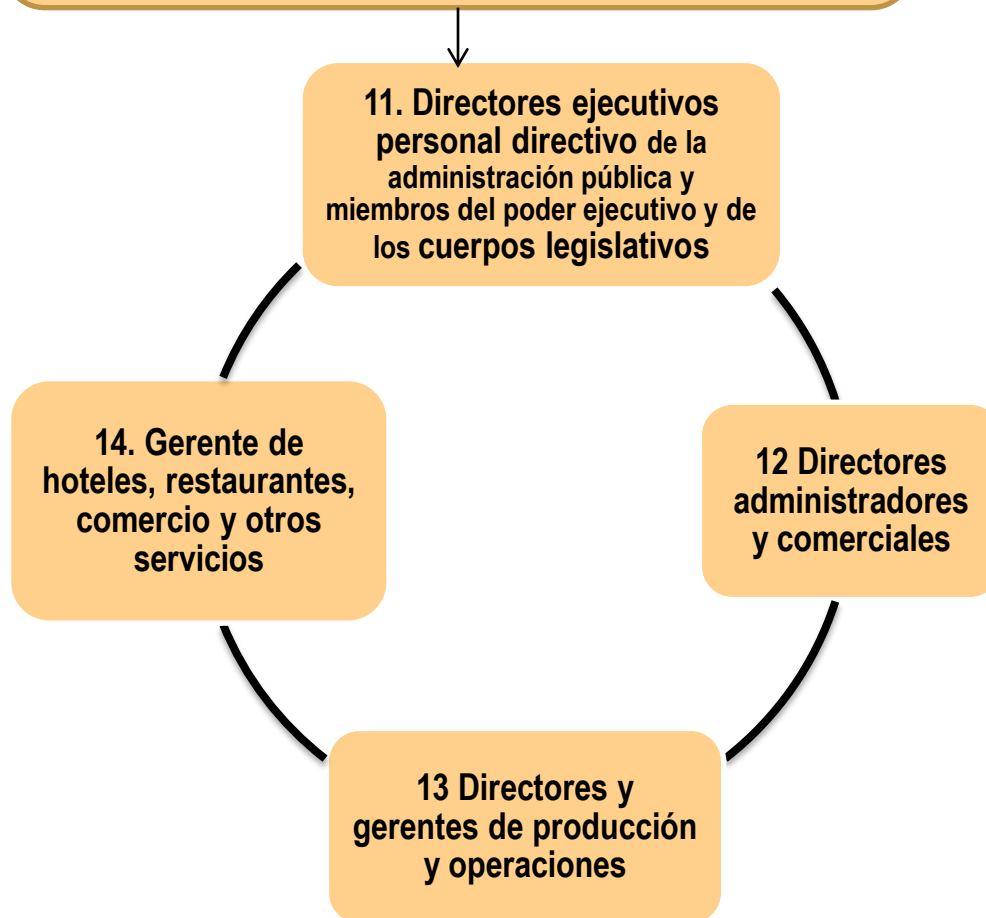 11. Directores ejecutivos
personal directivo de la
administración pública y
miembros del poder ejecutivo y de
los cuerpos legislativos
14. Gerente de
hoteles, restaurantes,
comercio y otros
servicios
12 Directores
administradores
y comerciales
13 Directores y
gerentes de producción
y operaciones